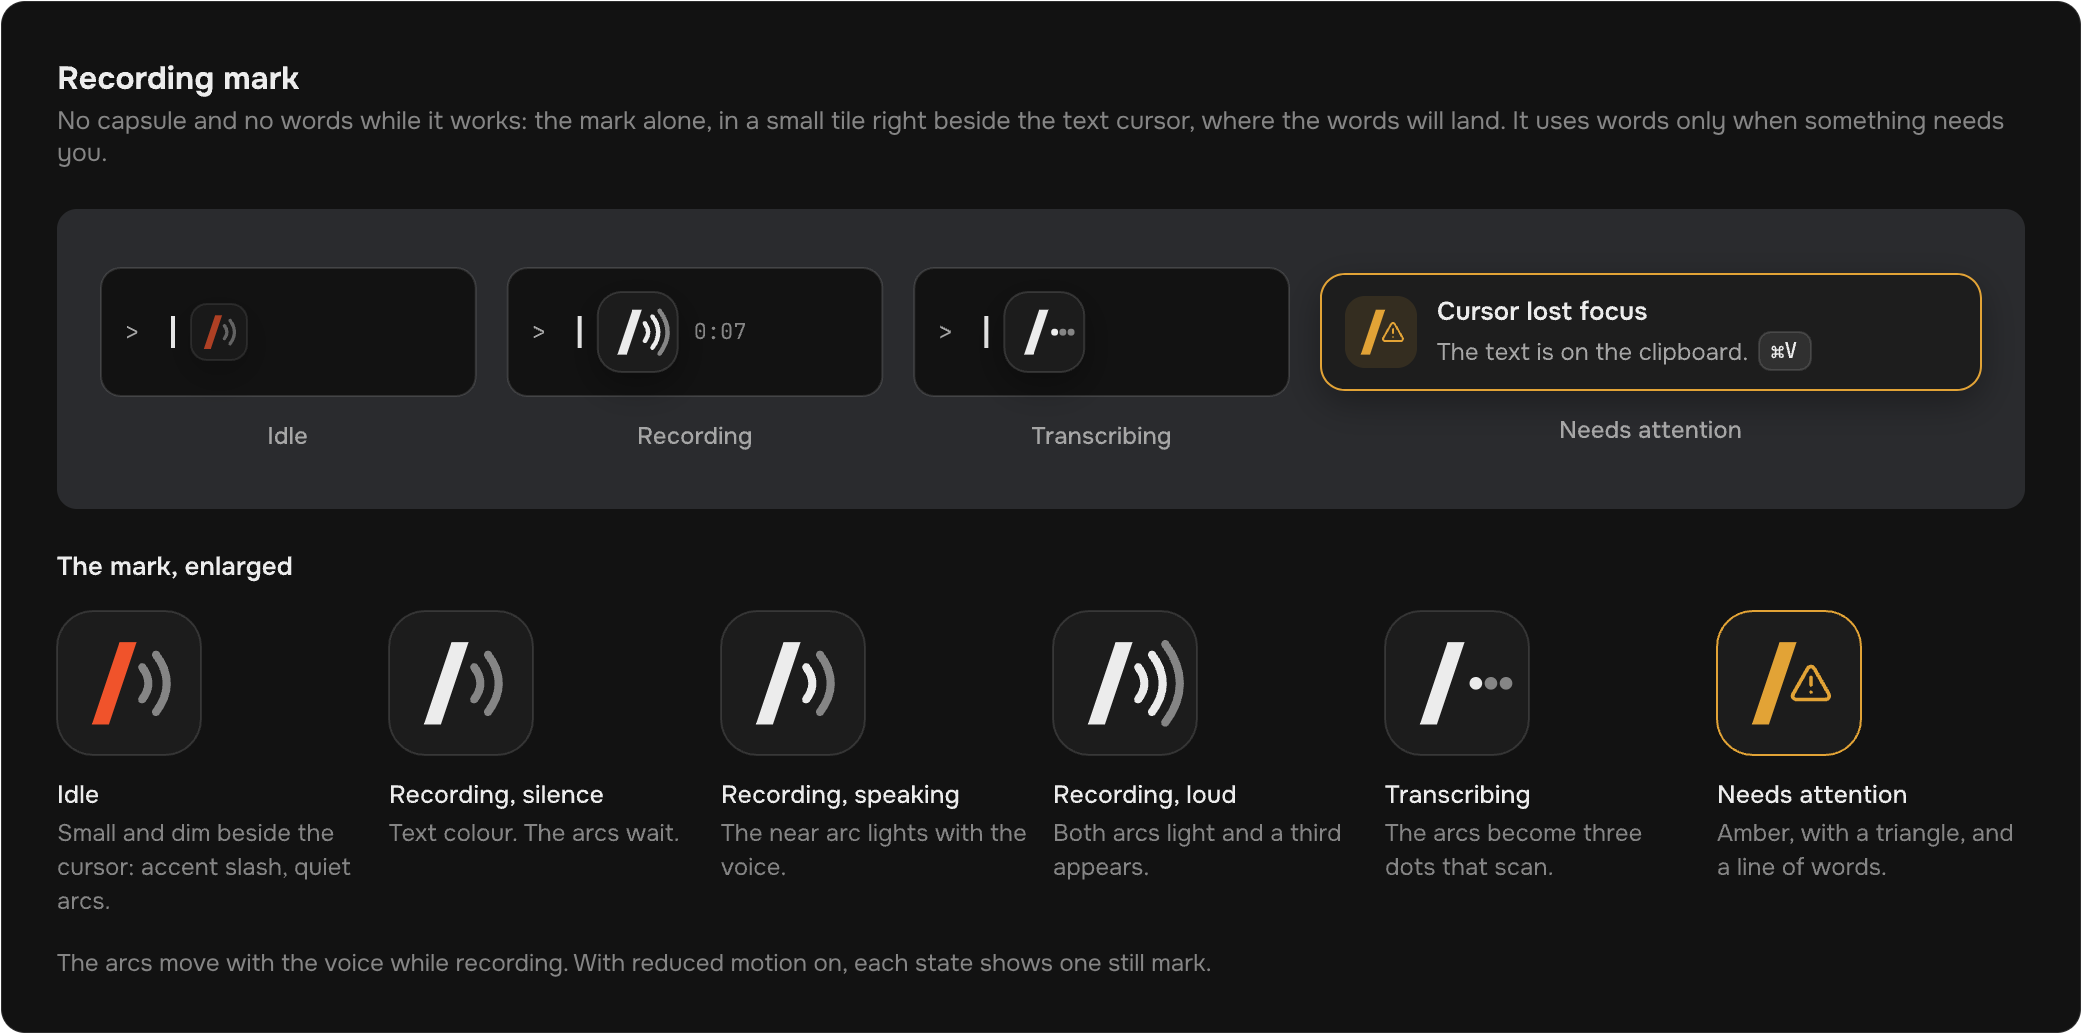 Recording mark
No capsule and no words while it works: the mark alone, in a small tile right beside the text cursor, where the words will land. It uses words only when something needs
you.
>
> 0:07
>
Cursor lost focus
The text is on the clipboard. ⌘V
Idle
Recording
Transcribing
Needs attention
The mark, enlarged
Idle
Small and dim beside the
cursor: accent slash, quiet
arcs.
Recording, silence
Text colour. The arcs wait.
Recording, speaking
The near arc lights with the
voice.
Recording, loud
Both arcs light and a third
appears.
Transcribing
The arcs become three
dots that scan.
Needs attention
Amber, with a triangle, and
a line of words.
The arcs move with the voice while recording. With reduced motion on, each state shows one still mark.